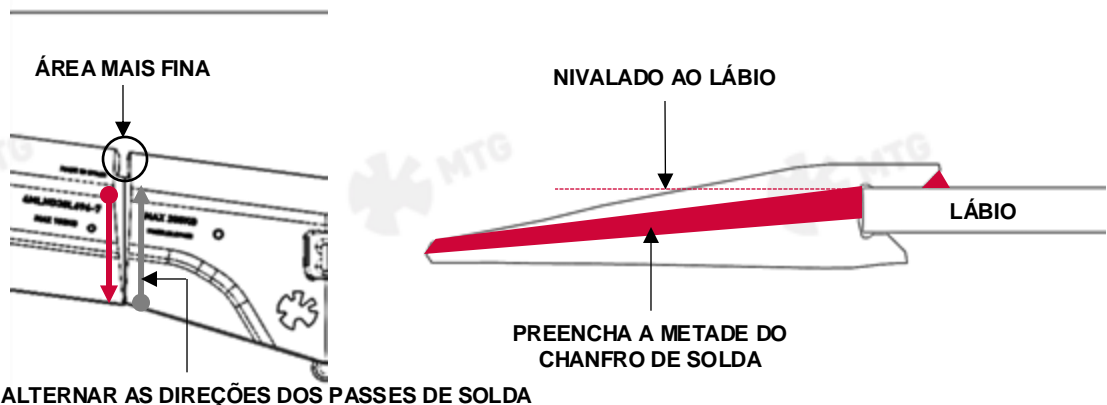 ÁREA MAIS FINA
NIVALADO AO LÁBIO
MTG
MTG
LÁBIO
MAX 200KG
PREENCHA A METADE DO
CHANFRO DE SOLDA
ALTERNAR AS DIREÇÕES DOS PASSES DE SOLDA